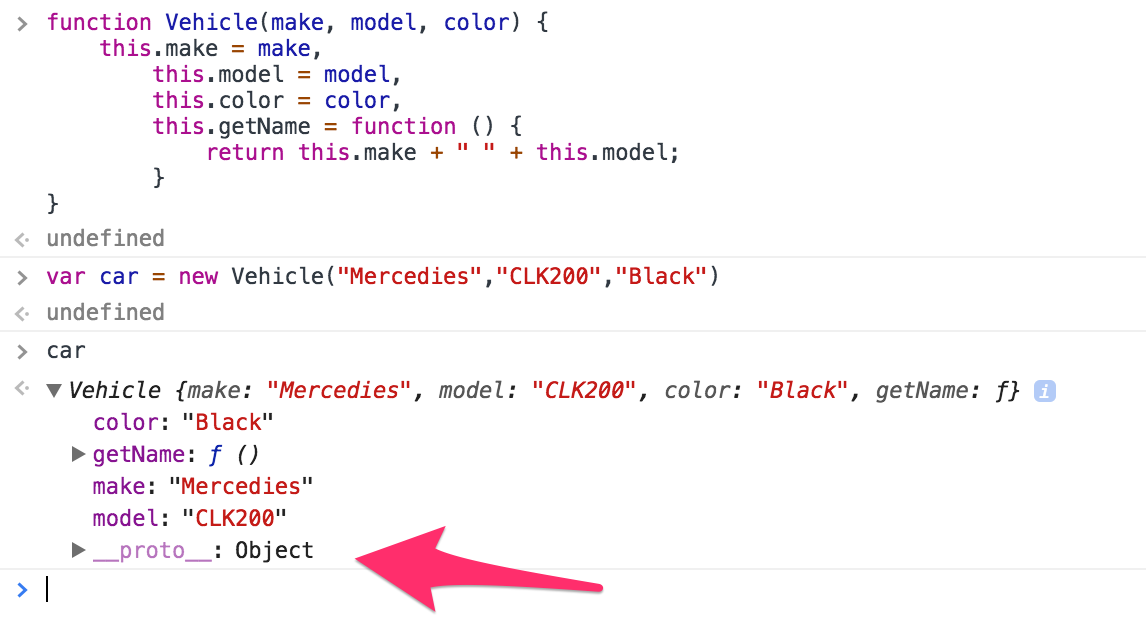 > function Vehicle(make, model, color) {
    this.make = make,
        this.model = model,
        this.color = color,
        this.getName = function () {
            return this.make + " " + this.model;
        }
}
undefined
> var car = new Vehicle("Mercedies","CLK200","Black")
undefined
> car
▼ Vehicle {make: "Mercedies", model: "CLK200", color: "Black", getName: ƒ} i
color: "Black"
▶ getName: ƒ ()
make: "Mercedies"
model: "CLK200"
▶ __proto__: Object
>